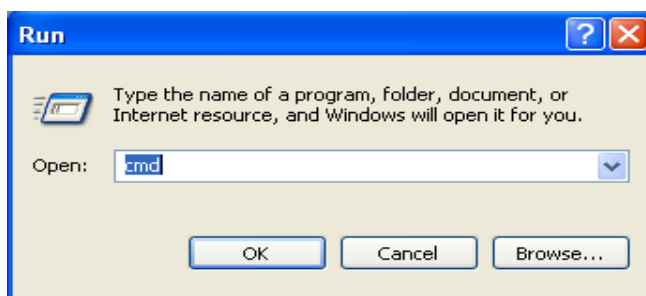 Run
Type the name of a program, folder, document, or
Internet resource, and Windows will open it for you.
Open: cmd
OK Cancel Browse...